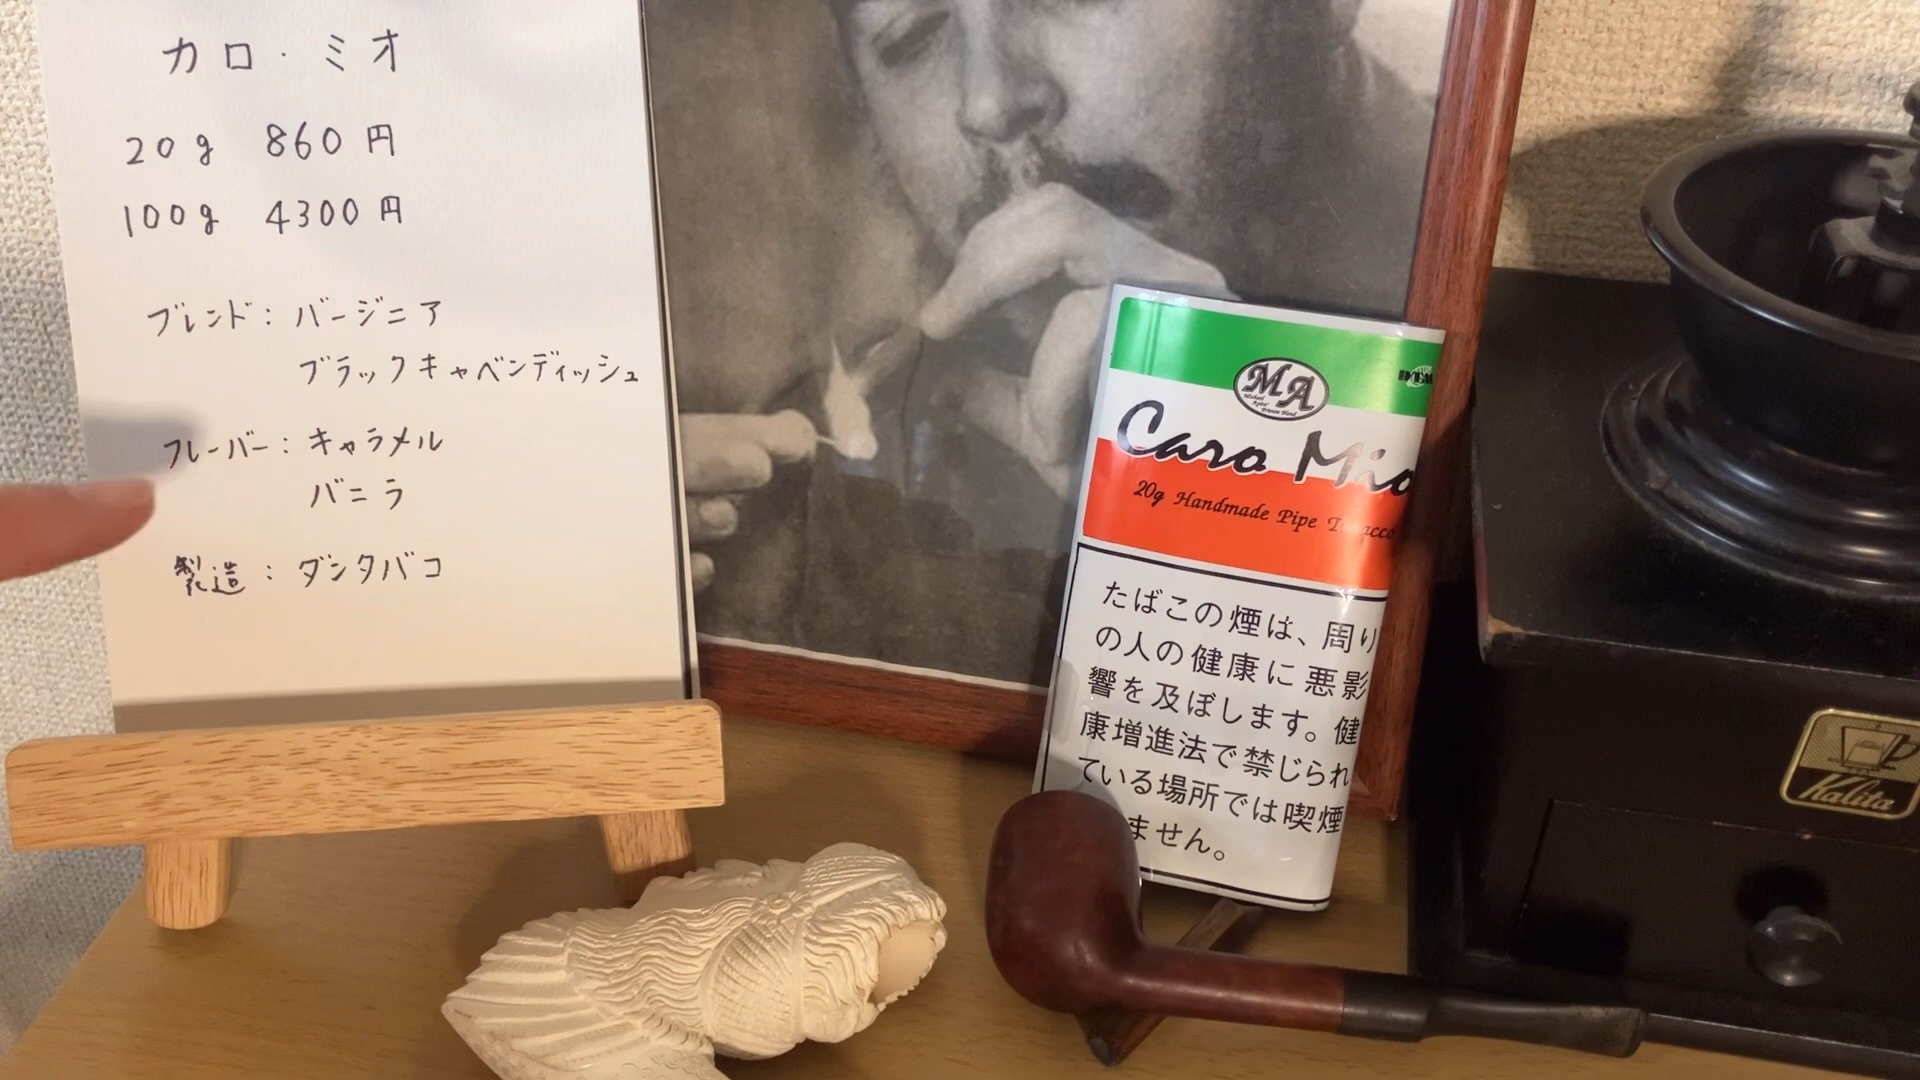 カロ・ミオ
20g 860円
100g 4300円
ブレンド：バージニア
ブラックキャベンディッシュ
フレーバー：キャラメル
バニラ
製造：ダンタバコ
MA
Caro Mio
20g Handmade Pipe Tobacco
たばこの煙は、周り
の人の健康に悪影
響を及ぼします。健
康増進法で禁じられ
ている場所では喫煙
ません。
Kalita